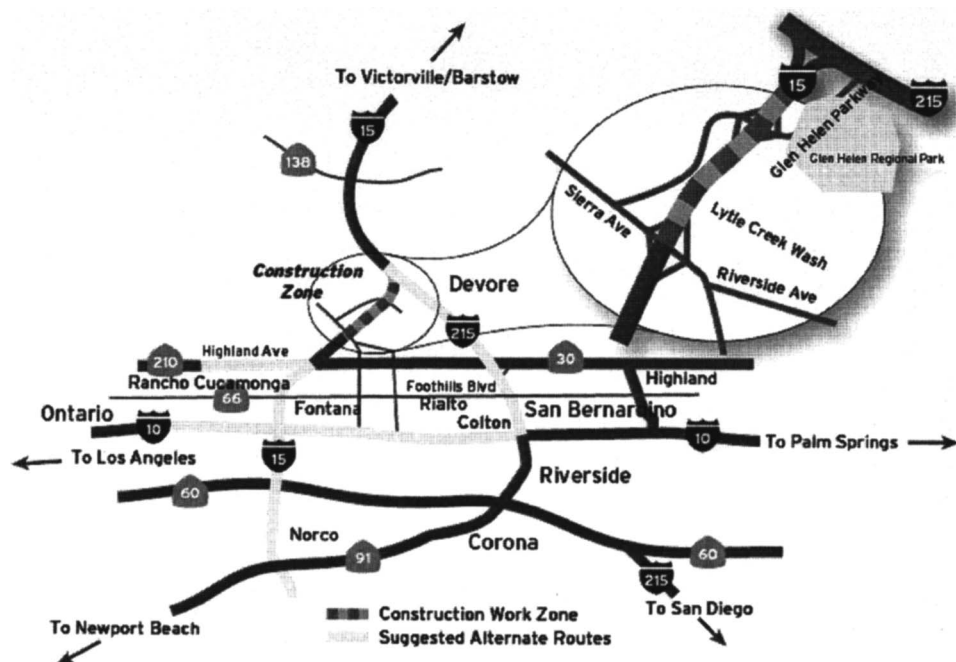 To Victorville/Barstow
15
15
215
Glen Helen Parkw
Glen Helen Regional Park
138
Sierra Ave
Lytle Creek Wash
Riverside Ave
Construction
Zone
Devore
215
210
Highland Ave
30
Rancho Cucamonga
Foothills Blvd
Highland
66
Fontana
Rialto
San Bernardino
Ontario
Colton
10
10
To Palm Springs
To Los Angeles
15
Riverside
60
Norco
Corona
91
60
215
To San Diego
Construction Work Zone
To Newport Beach
Suggested Alternate Routes